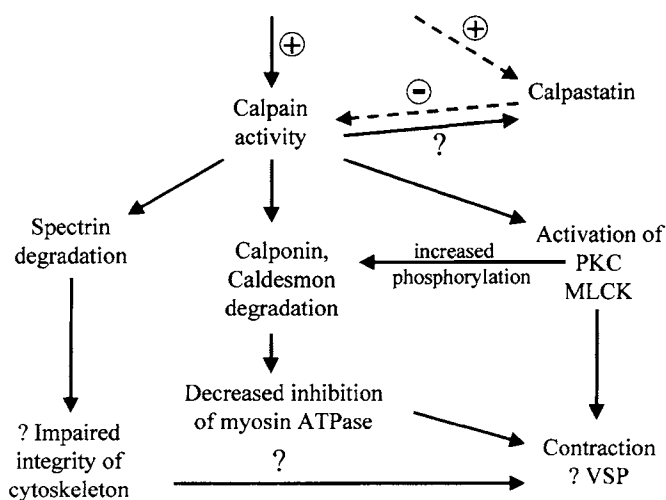 +
+
−
Calpastatin
Calpain
activity
?
Spectrin
degradation
Calponin,
Caldesmon
degradation
increased
phosphorylation
Activation of
PKC
MLCK
Decreased inhibition
of myosin ATPase
? Impaired
integrity of
cytoskeleton
?
Contraction
? VSP